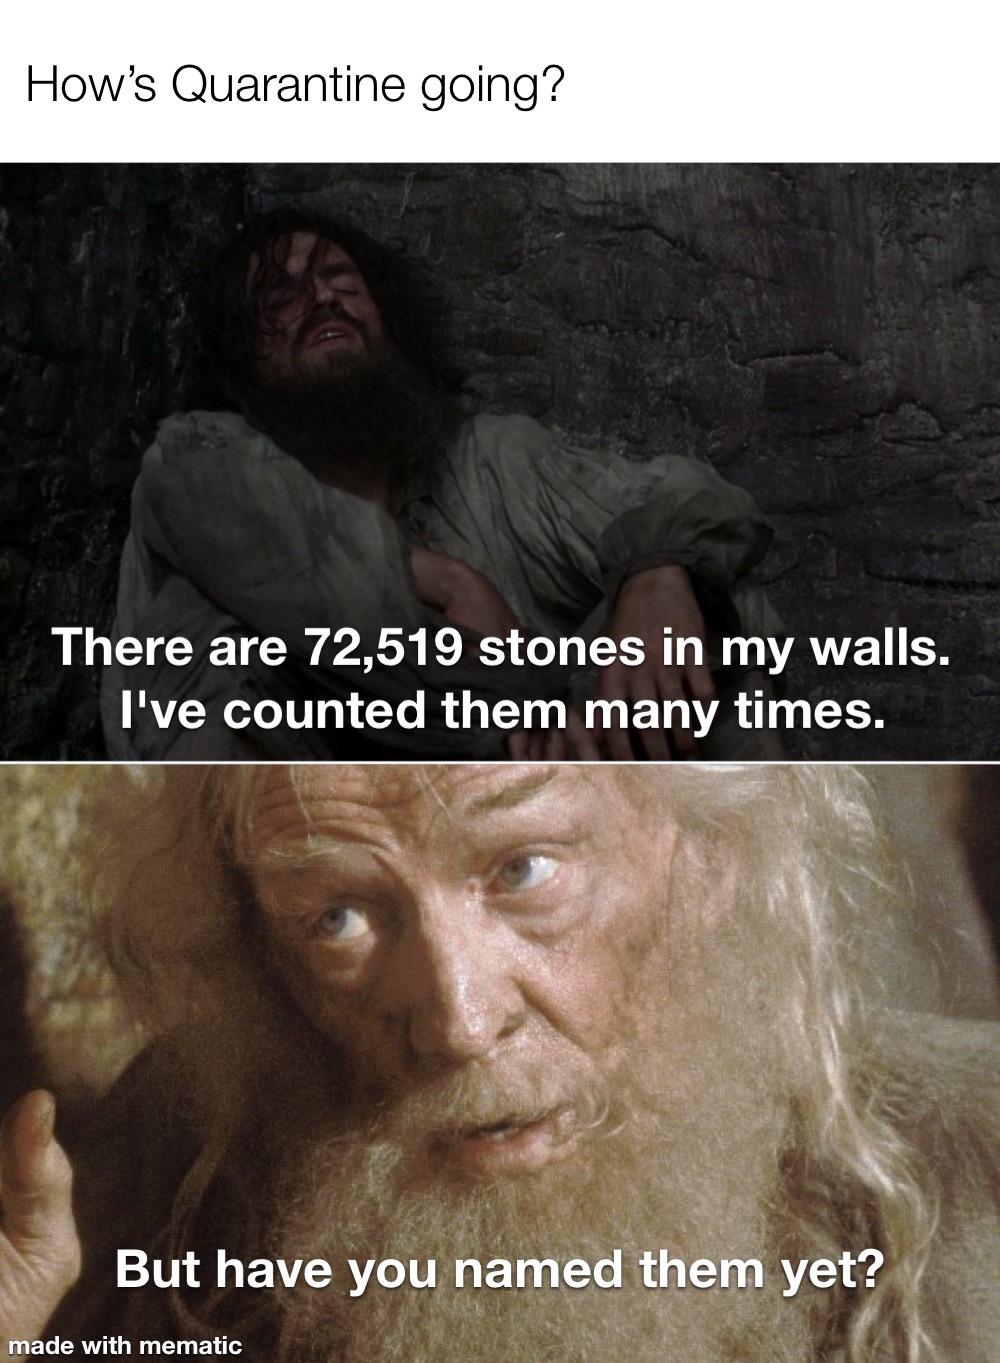 How’s Quarantine going?
There are 72,519 stones in my walls.
I've counted them many times.
But have you named them yet?
made with mematic